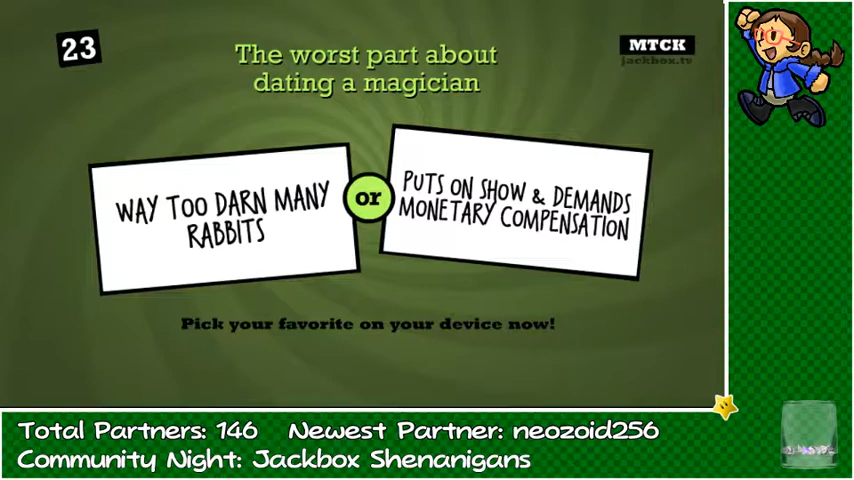 23
The worst part about
dating a magician
MTCK
jackbox.tv
WAY TOO DARN MANY
RABBITS
or
PUTS ON SHOW & DEMANDS
MONETARY COMPENSATION
Pick your favorite on your device now!
Total Partners: 146 Newest Partner: neozoid256
Community Night: Jackbox Shenanigans